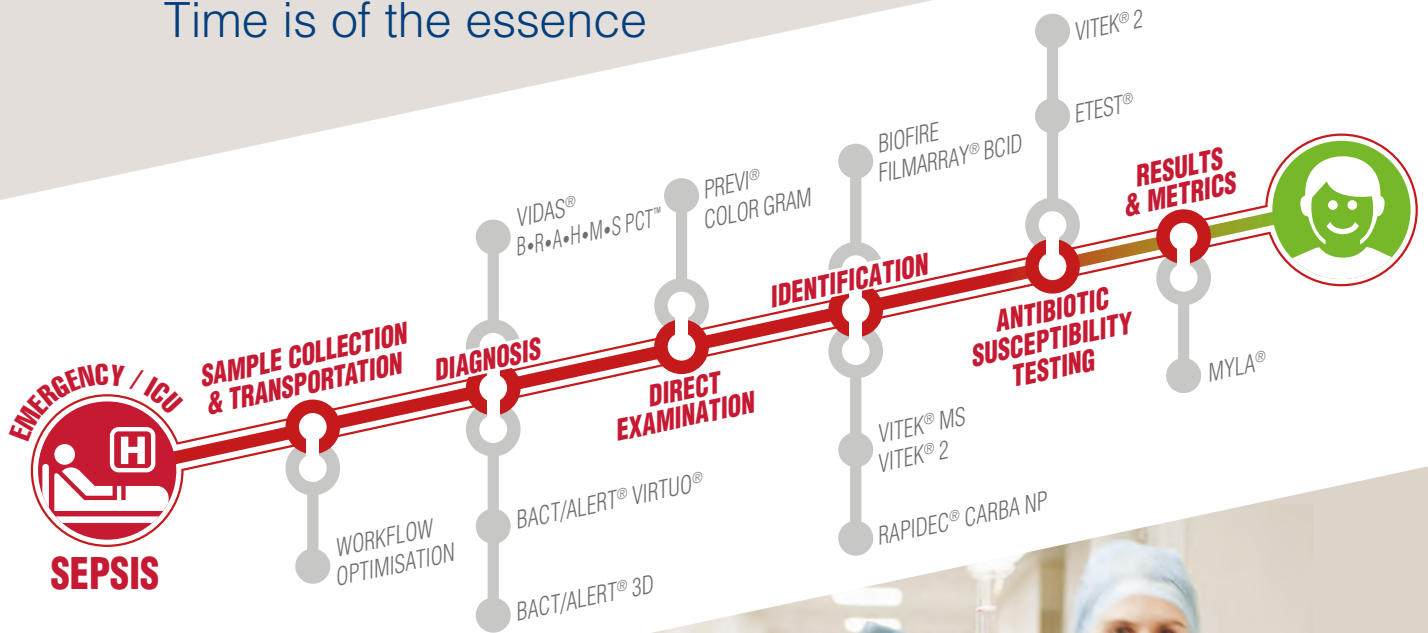 Time is of the essence
EMERGENCY / ICU
H
SEPSIS
SAMPLE COLLECTION
& TRANSPORTATION
WORKFLOW
OPTIMISATION
DIAGNOSIS
VIDAS®
B•R•A•H•M•S PCT™
BACT/ALERT® VIRTUO®
BACT/ALERT® 3D
DIRECT
EXAMINATION
PREVI®
COLOR GRAM
IDENTIFICATION
BIOFIRE
FILMARRAY® BCID
VITEK® MS
VITEK® 2
RAPIDEC® CARBA NP
ANTIBIOTIC
SUSCEPTIBILITY
TESTING
VITEK® 2
ETEST®
RESULTS
& METRICS
MYLA®